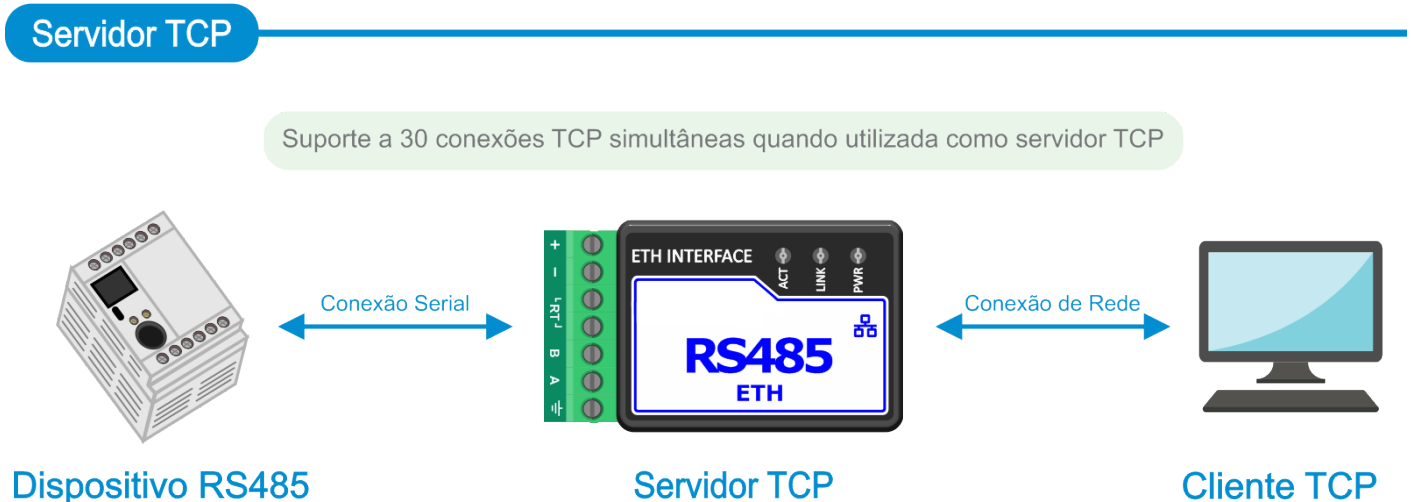 Servidor TCP
Suporte a 30 conexões TCP simultâneas quando utilizada como servidor TCP
+
−
RT
B
A
ETH INTERFACE
ACT
LINK
PWR
RS485
ETH
Conexão Serial
Conexão de Rede
Dispositivo RS485
Servidor TCP
Cliente TCP